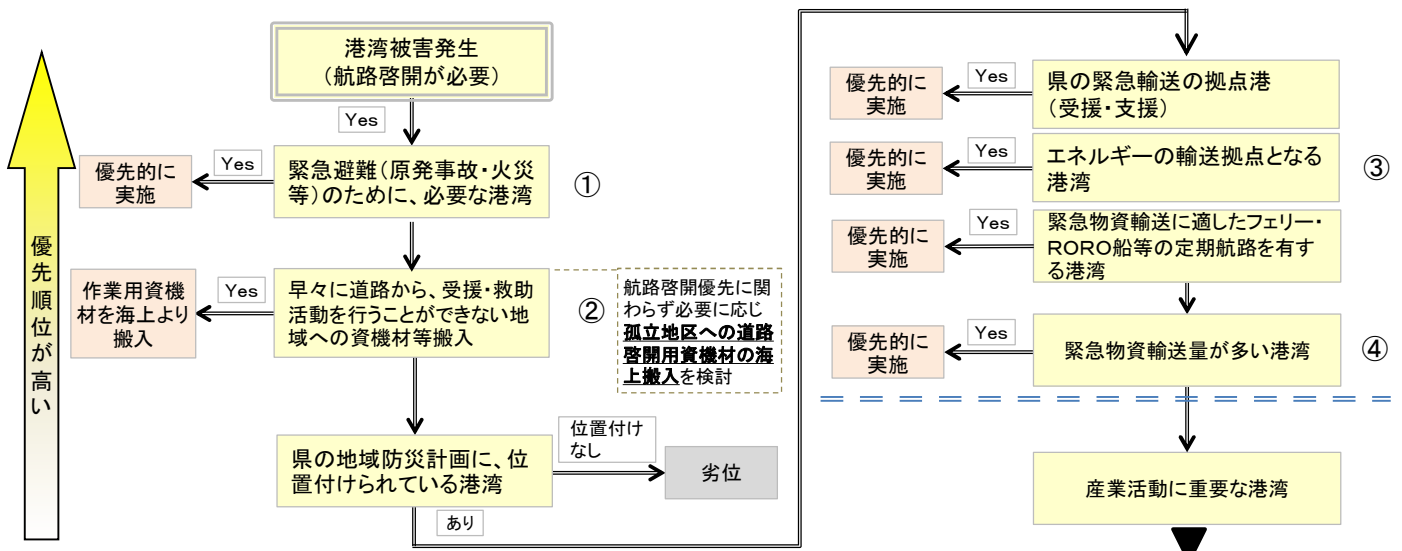 優先順位が高い
港湾被害発生
（航路啓開が必要）
Yes
緊急避難（原発事故・火災
等）のために、必要な港湾
①
Yes
優先的に
実施
早々に道路から、受援・救助
活動を行うことができない地
域への資機材等搬入
②
Yes
作業用資機
材を海上より
搬入
航路啓開優先に関
わらず必要に応じ
孤立地区への道路
啓開用資機材の海
上搬入を検討
県の地域防災計画に、位
置付けられている港湾
位置付け
なし
劣位
あり
県の緊急輸送の拠点港
（受援・支援）
Yes
優先的に
実施
エネルギーの輸送拠点となる
港湾
③
Yes
優先的に
実施
緊急物資輸送に適したフェリー・
RORO船等の定期航路を有す
る港湾
Yes
優先的に
実施
緊急物資輸送量が多い港湾
④
Yes
優先的に
実施
産業活動に重要な港湾